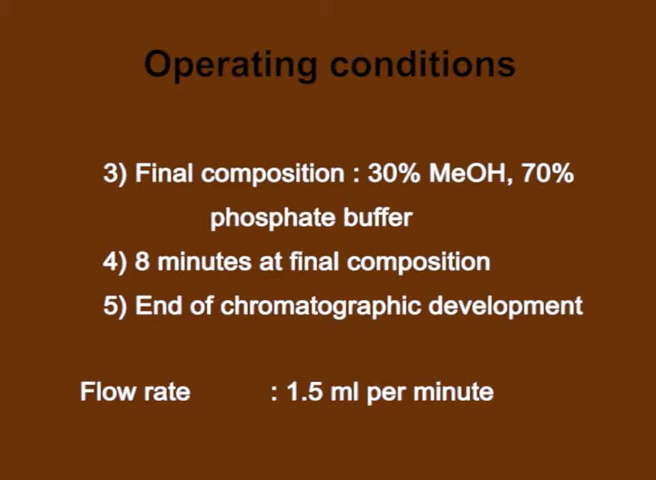 Operating conditions
3) Final composition : 30% MeOH, 70%
phosphate buffer
4) 8 minutes at final composition
5) End of chromatographic development
Flow rate : 1.5 ml per minute